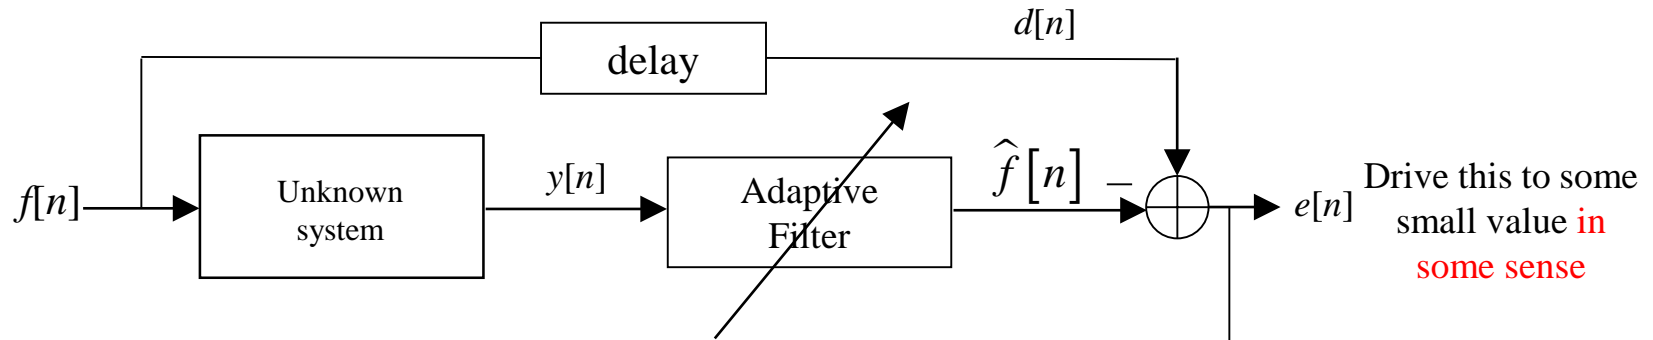 d[n]
delay
f[n]
Unknown
system
y[n]
Adaptive
Filter
f̂[n]
−
e[n]
Drive this to some
small value in
some sense